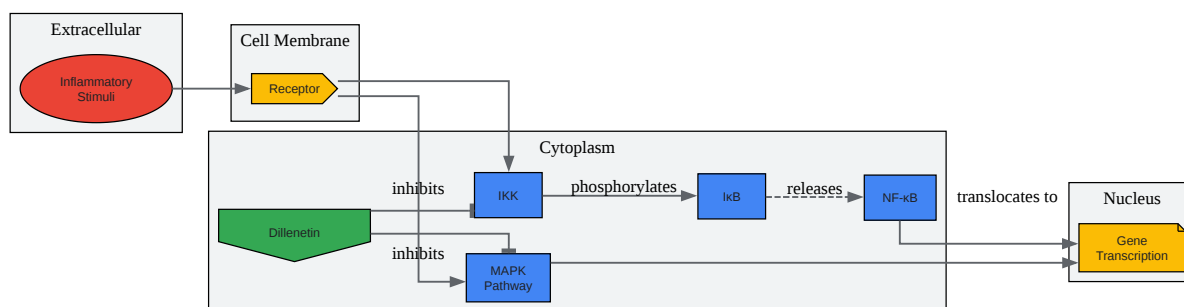 Extracellular
Inflammatory
Stimuli
Cell Membrane
Receptor
Cytoplasm
inhibits
IKK
phosphorylates
IκB
releases
NF-κB
translocates to
Nucleus
Gene
Transcription
Dillenetin
inhibits
MAPK
Pathway